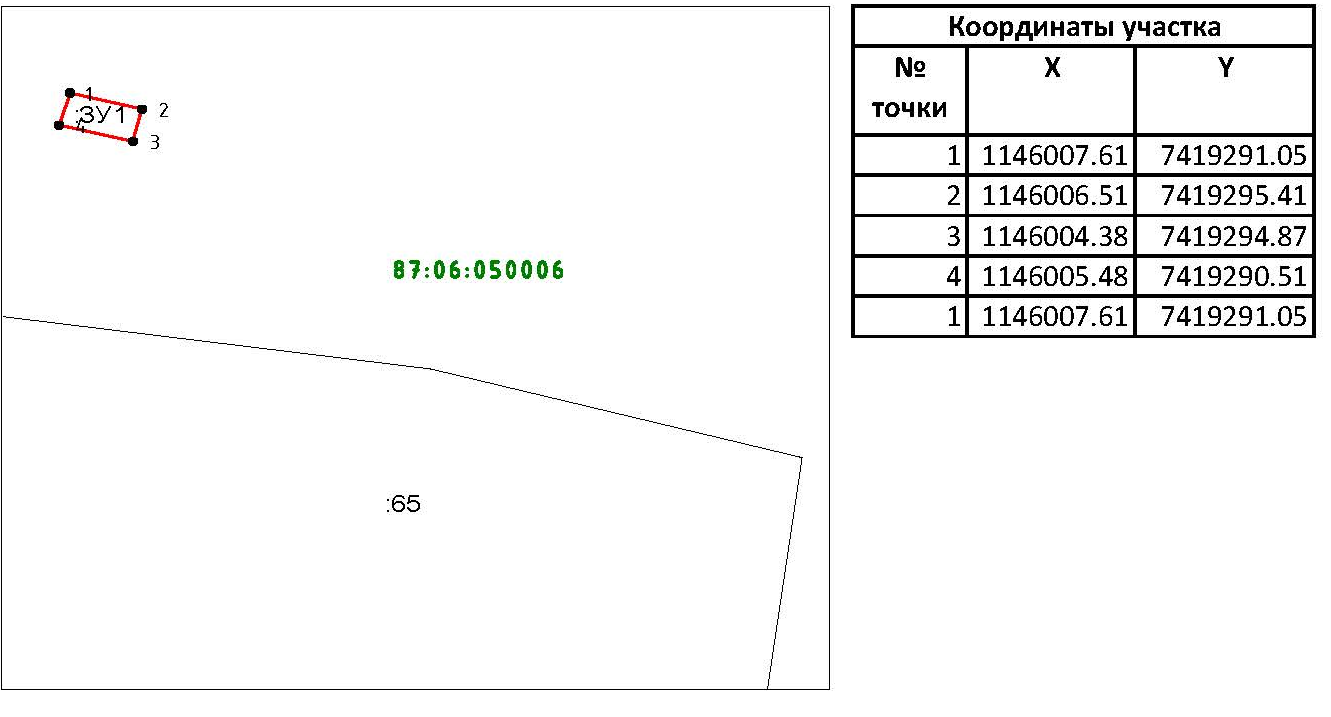 1
:ЗУ1
2
4
3
87:06:050006
:65
Координаты участка
№ точки X Y
1 1146007.61 7419291.05
2 1146006.51 7419295.41
3 1146004.38 7419294.87
4 1146005.48 7419290.51
1 1146007.61 7419291.05